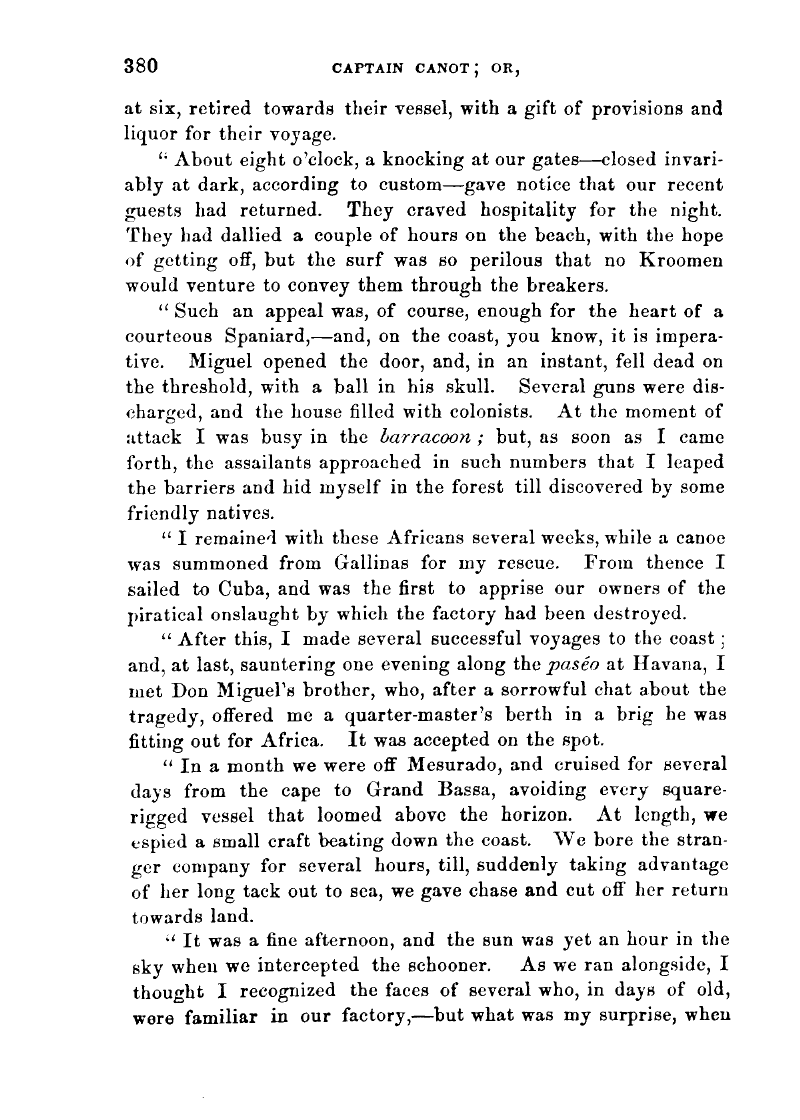 380 CAPTAIN CANOT; OR,
at six, retired towards their vessel, with a gift of provisions and
liquor for their voyage.
“ About eight o’clock, a knocking at our gates—closed invari-
ably at dark, according to custom—gave notice that our recent
guests had returned. They craved hospitality for the night.
They had dallied a couple of hours on the beach, with the hope
of getting off, but the surf was so perilous that no Kroomen
would venture to convey them through the breakers.
“ Such an appeal was, of course, enough for the heart of a
courteous Spaniard,—and, on the coast, you know, it is impera-
tive. Miguel opened the door, and, in an instant, fell dead on
the threshold, with a ball in his skull. Several guns were dis-
charged, and the house filled with colonists. At the moment of
attack I was busy in the barracoon ; but, as soon as I came
forth, the assailants approached in such numbers that I leaped
the barriers and hid myself in the forest till discovered by some
friendly natives.
“ I remained with these Africans several weeks, while a canoe
was summoned from Gallinas for my rescue. From thence I
sailed to Cuba, and was the first to apprise our owners of the
piratical onslaught by which the factory had been destroyed.
“ After this, I made several successful voyages to the coast ;
and, at last, sauntering one evening along the paséo at Havana, I
met Don Miguel’s brother, who, after a sorrowful chat about the
tragedy, offered me a quarter-master’s berth in a brig he was
fitting out for Africa. It was accepted on the spot.
“ In a month we were off Mesurado, and cruised for several
days from the cape to Grand Bassa, avoiding every square-
rigged vessel that loomed above the horizon. At length, we
espied a small craft beating down the coast. We bore the stran-
ger company for several hours, till, suddenly taking advantage
of her long tack out to sea, we gave chase and cut off her return
towards land.
“ It was a fine afternoon, and the sun was yet an hour in the
sky when we intercepted the schooner. As we ran alongside, I
thought I recognized the faces of several who, in days of old,
were familiar in our factory,—but what was my surprise, when